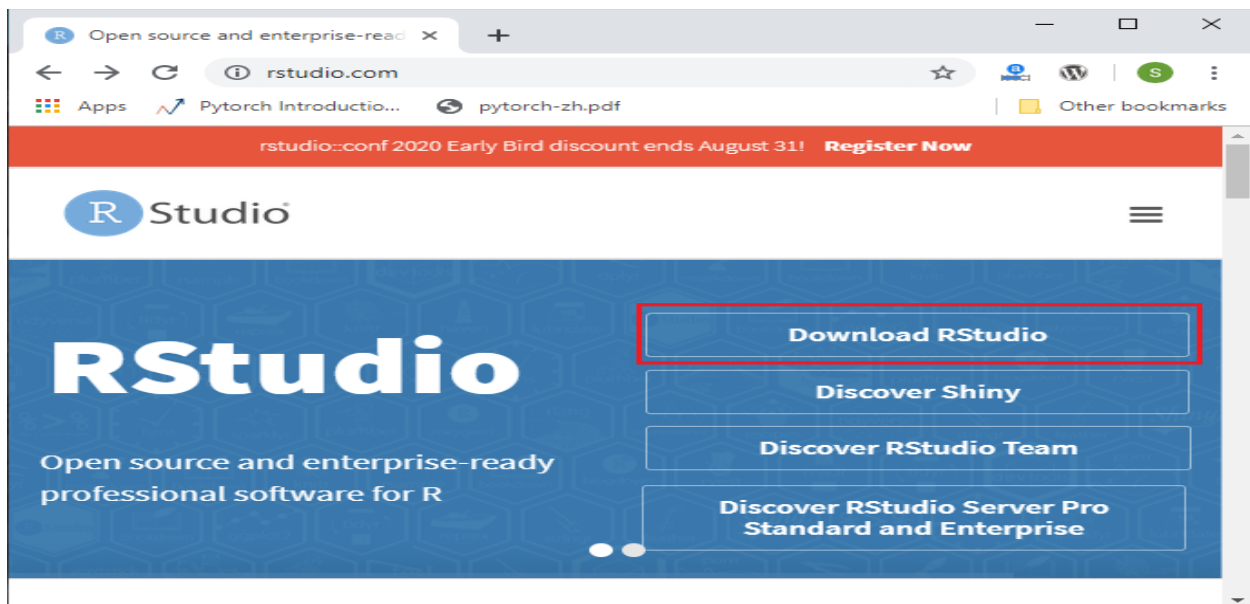 R Open source and enterprise-read
rstudio.com
S
Apps Pytorch Introductio... pytorch-zh.pdf Other bookmarks
rstudio::conf 2020 Early Bird discount ends August 31! Register Now
R Studio
RStudio
Open source and enterprise-ready
professional software for R
Download RStudio
Discover Shiny
Discover RStudio Team
Discover RStudio Server Pro
Standard and Enterprise